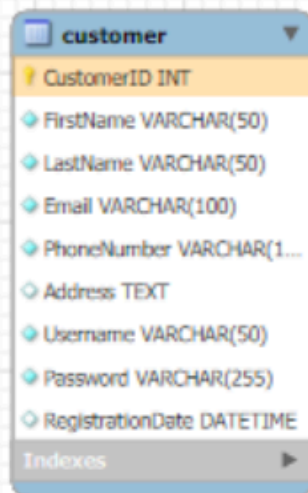 customer
CustomerID INT
FirstName VARCHAR(50)
LastName VARCHAR(50)
Email VARCHAR(100)
PhoneNumber VARCHAR(1...
Address TEXT
Username VARCHAR(50)
Password VARCHAR(255)
RegistrationDate DATETIME
Indexes